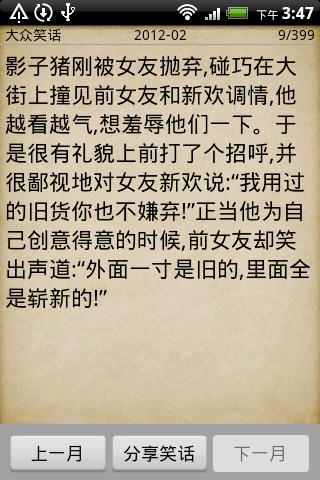 下午 3:47
大众笑话 2012-02 9/399
影子猪刚被女友抛弃,碰巧在大
街上撞见前女友和新欢调情,他
越看越气,想羞辱他们一下。于
是很有礼貌上前打了个招呼,并
很鄙视地对女友新欢说:“我用过
的旧货你也不嫌弃!”正当他为自
己创意得意的时候,前女友却笑
出声道:“外面一寸是旧的,里面全
是崭新的!”
上一月 分享笑话 下一月